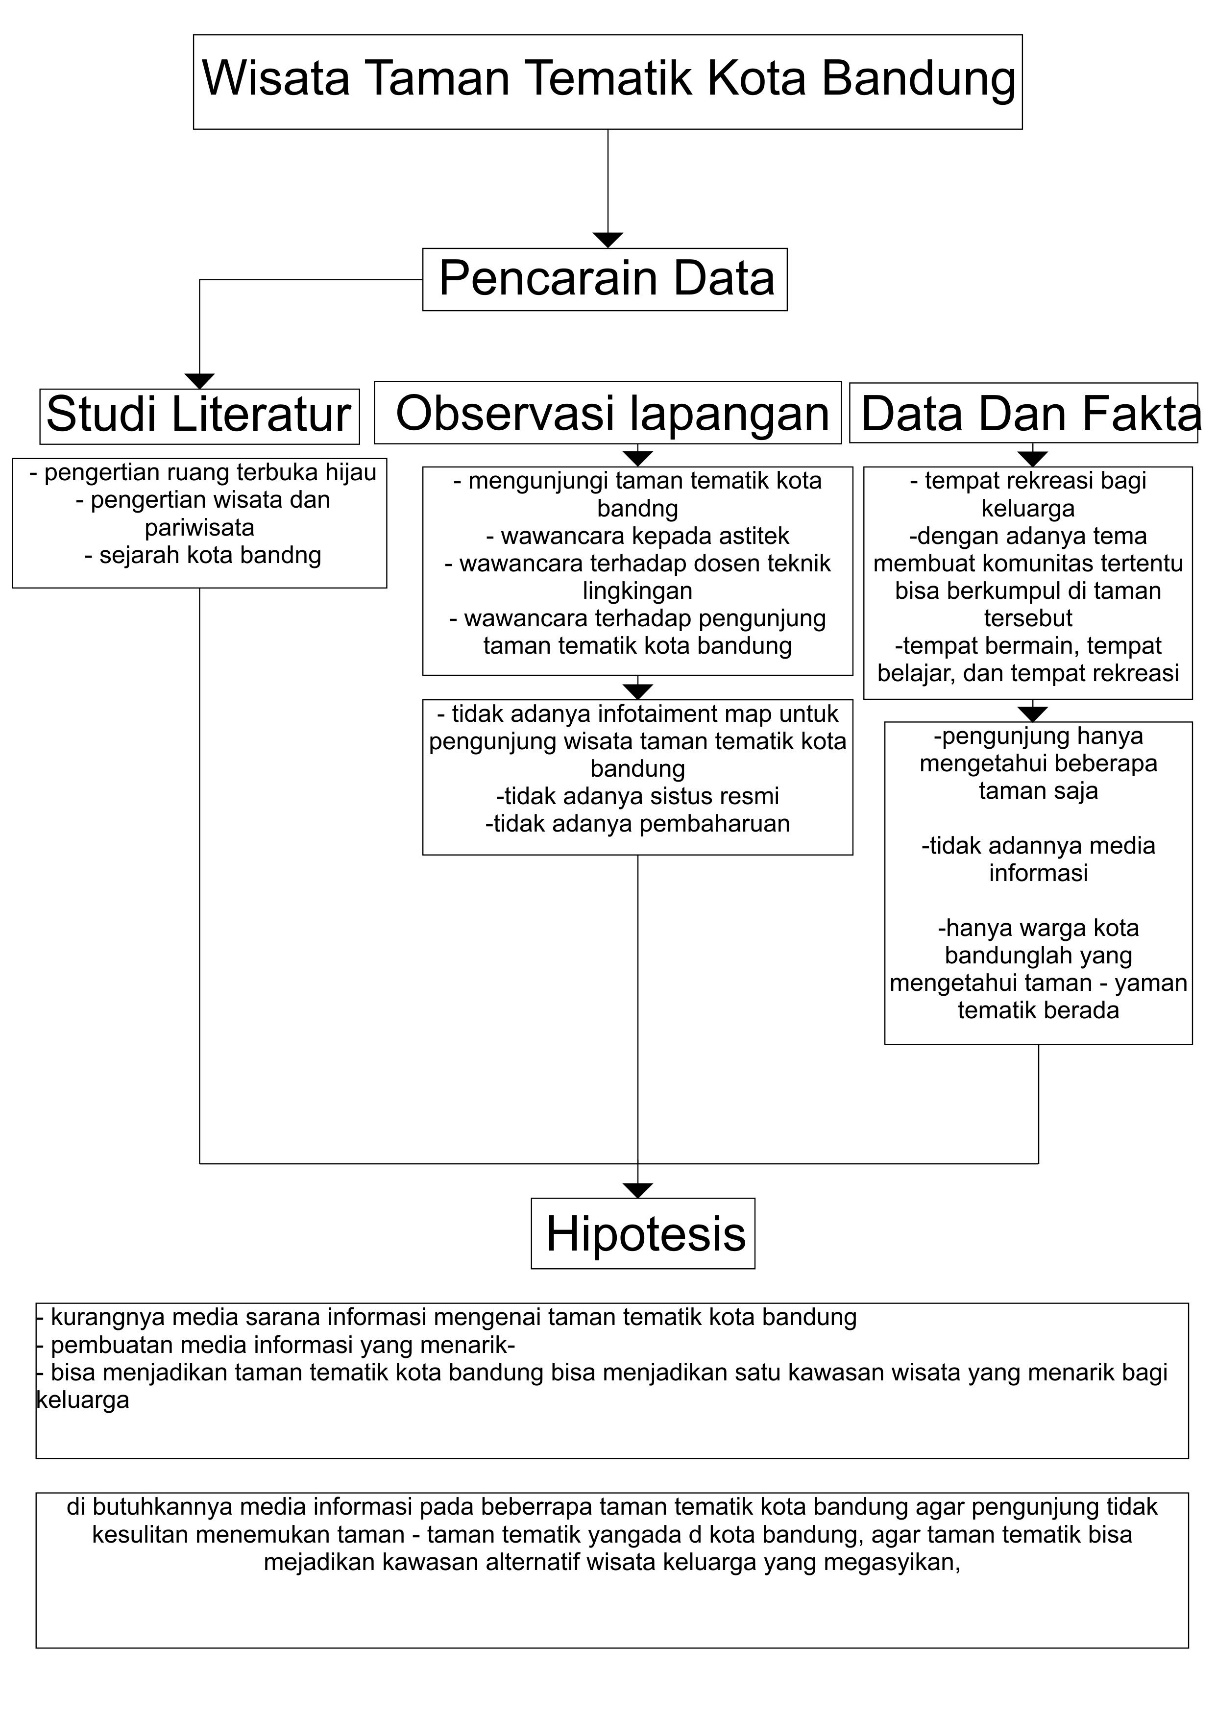 Wisata Taman Tematik Kota Bandung
Pencarain Data
Studi Literatur
- pengertian ruang terbuka hijau
- pengertian wisata dan
pariwisata
- sejarah kota bandng
Observasi lapangan
- mengunjungi taman tematik kota
bandng
- wawancara kepada astitek
- wawancara terhadap dosen teknik
lingkingan
- wawancara terhadap pengunjung
taman tematik kota bandung
- tidak adanya infotaiment map untuk
pengunjung wisata taman tematik kota
bandung
-tidak adanya sistus resmi
-tidak adanya pembaharuan
Data Dan Fakta
- tempat rekreasi bagi
keluarga
-dengan adanya tema
membuat komunitas tertentu
bisa berkumpul di taman
tersebut
-tempat bermain, tempat
belajar, dan tempat rekreasi
-pengunjung hanya
mengetahui beberapa
taman saja
-tidak adannya media
informasi
-hanya warga kota
bandunglah yang
mengetahui taman - yaman
tematik berada
Hipotesis
- kurangnya media sarana informasi mengenai taman tematik kota bandung
- pembuatan media informasi yang menarik-
- bisa menjadikan taman tematik kota bandung bisa menjadikan satu kawasan wisata yang menarik bagi
keluarga
di butuhkannya media informasi pada beberrapa taman tematik kota bandung agar pengunjung tidak
kesulitan menemukan taman - taman tematik yangada d kota bandung, agar taman tematik bisa
mejadikan kawasan alternatif wisata keluarga yang megasyikan,